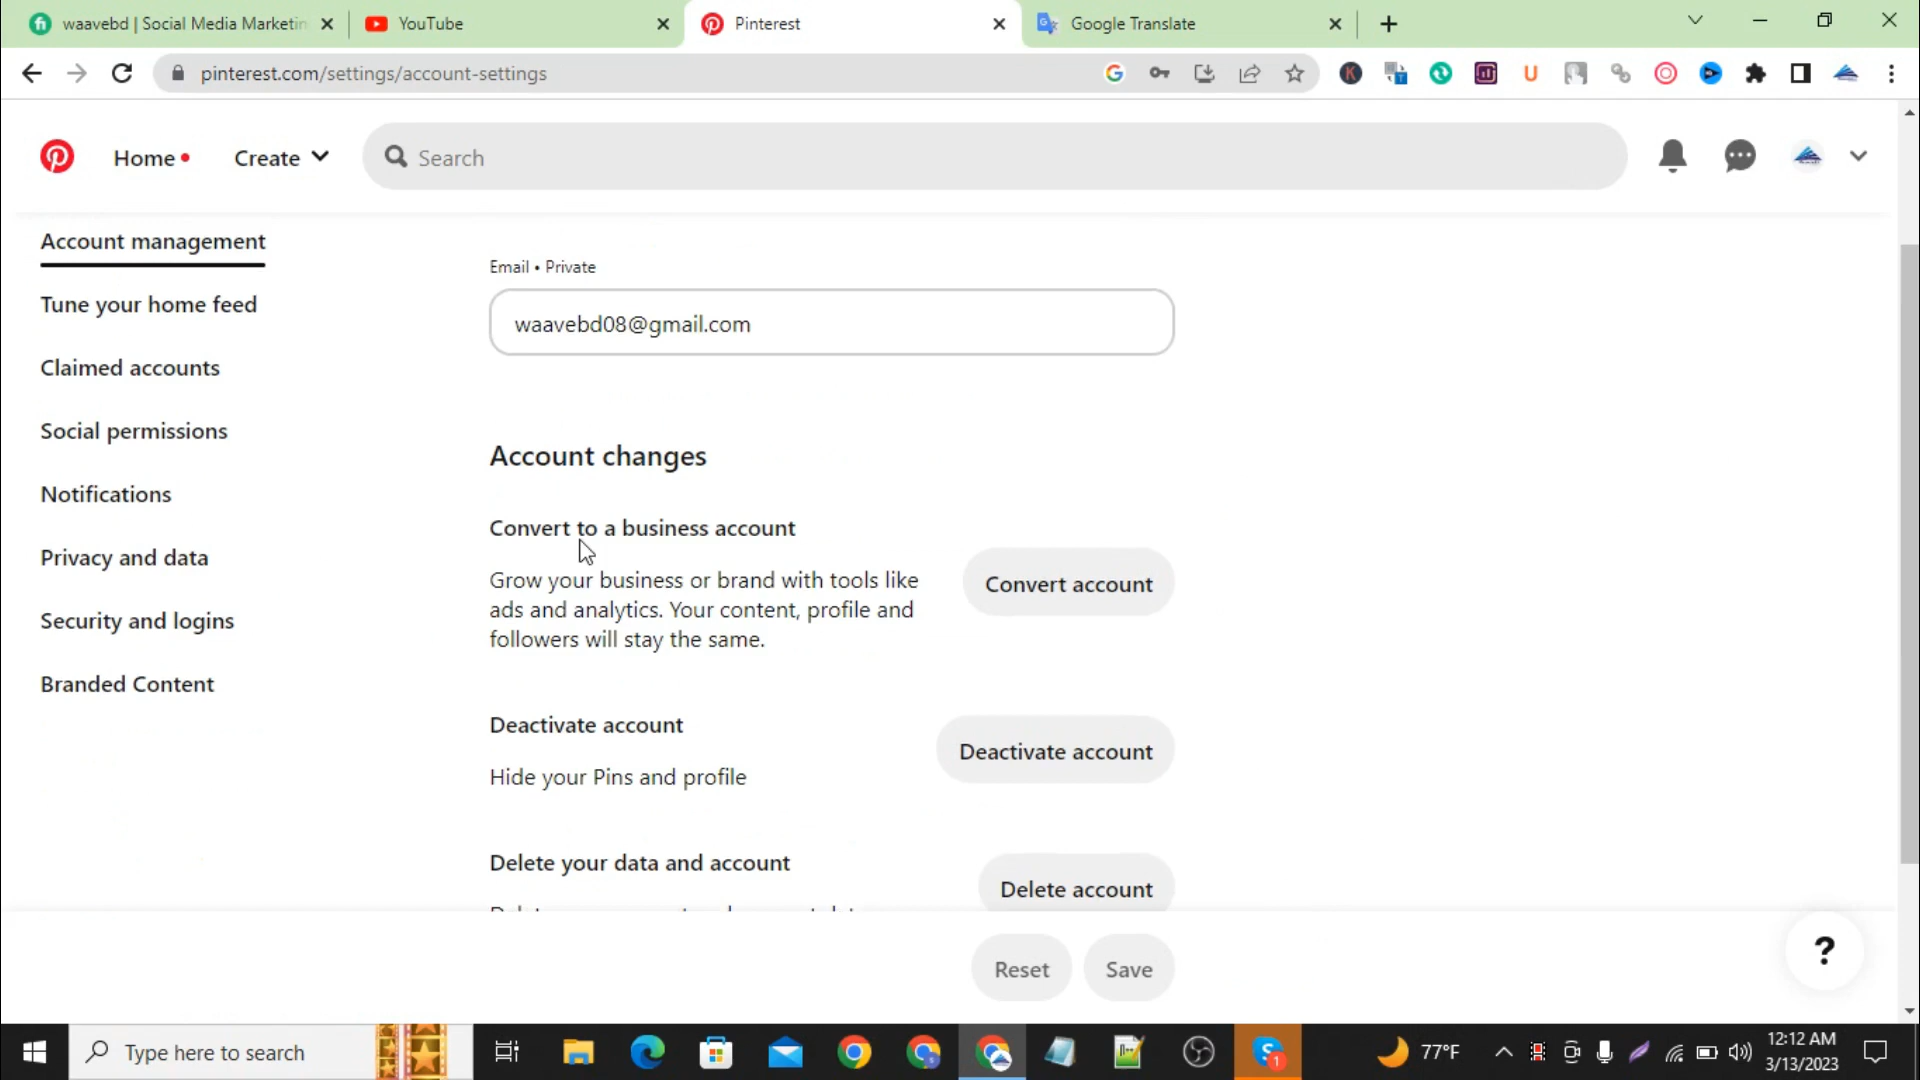 waavebd | Social Media Marketin
YouTube
Pinterest
Google Translate
pinterest.com/settings/account-settings
Home
Create
Search
Account management
Tune your home feed
Claimed accounts
Social permissions
Notifications
Privacy and data
Security and logins
Branded Content
Email • Private
waavebd08@gmail.com
Account changes
Convert to a business account
Grow your business or brand with tools like
ads and analytics. Your content, profile and
followers will stay the same.
Convert account
Deactivate account
Hide your Pins and profile
Deactivate account
Delete your data and account
Delete account
Reset
Save
?
Type here to search
77°F
12:12 AM
3/13/2023